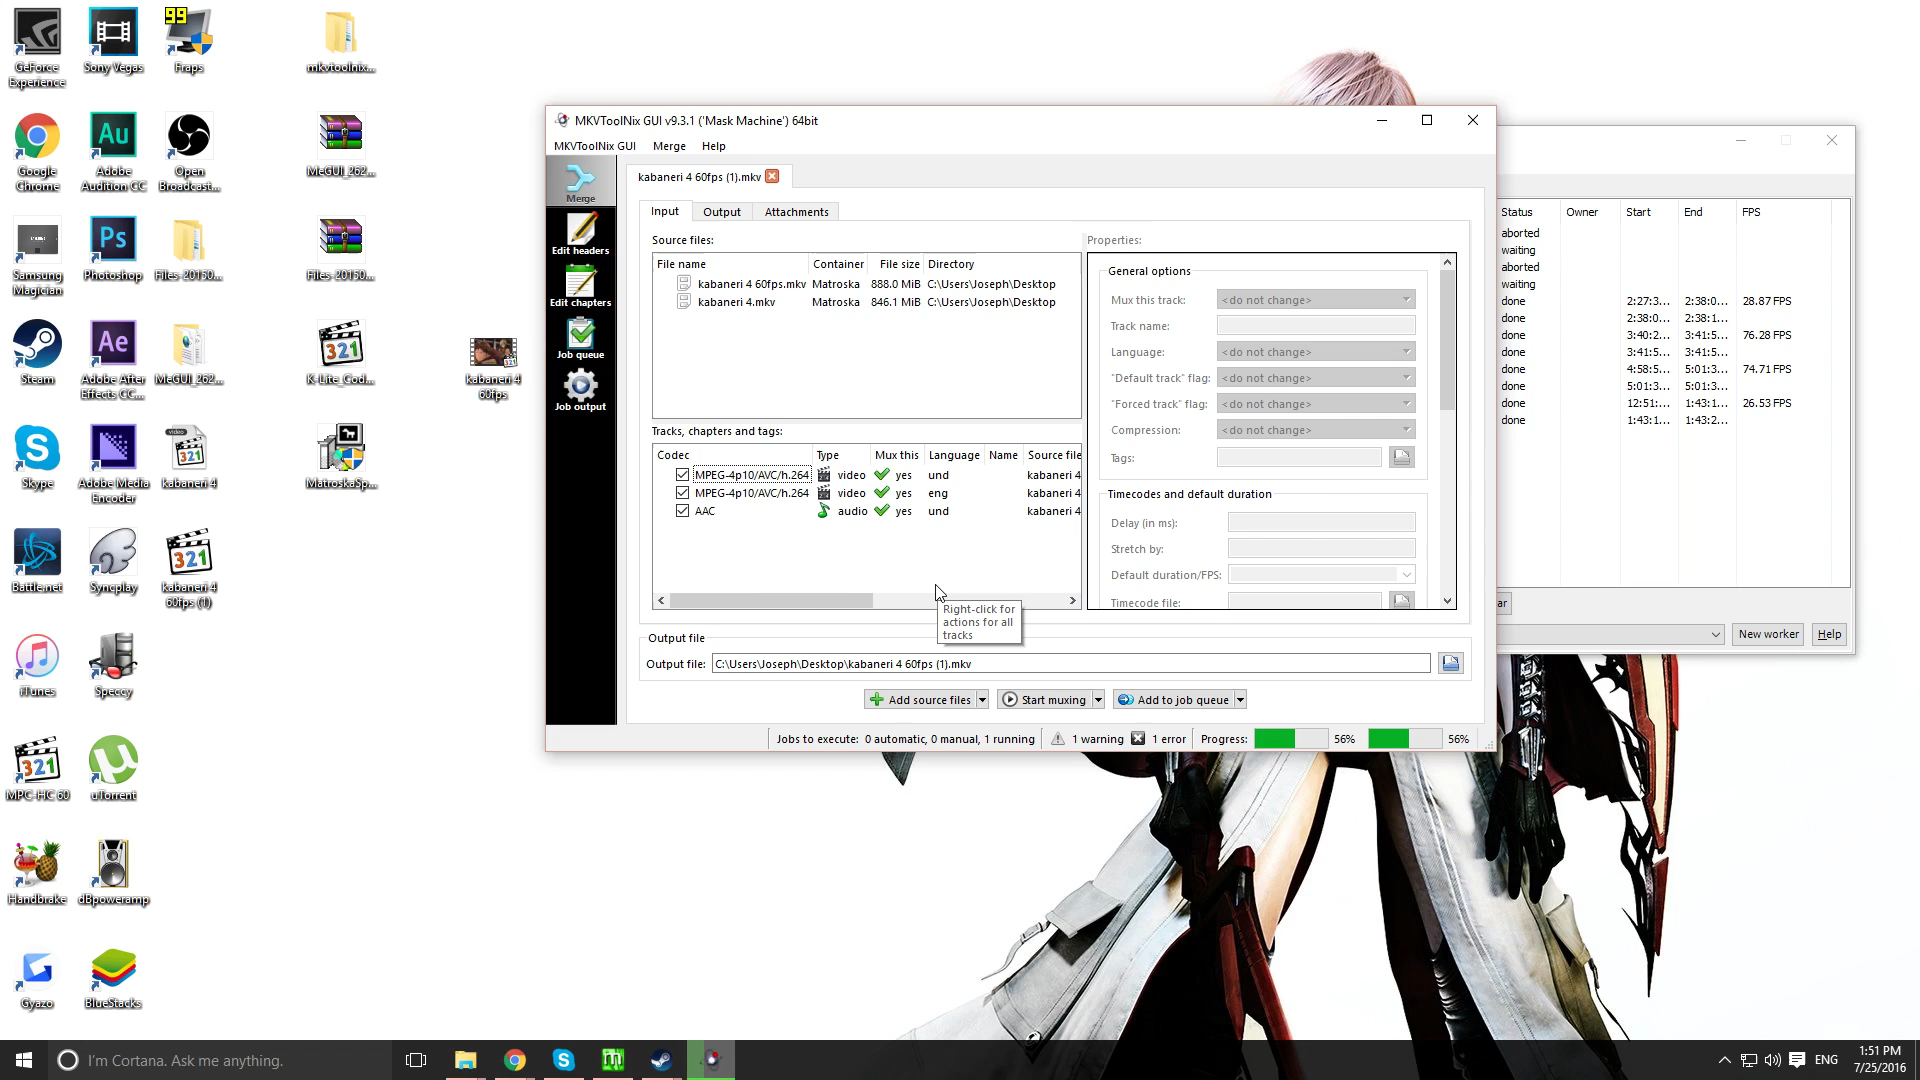 GeForce
Experience
Sony Vegas
99
Fraps
mkvtoolnix...
Google
Chrome
Adobe
Audition CC
Open
Broadcast...
MeGUI_262...
Samsung
Magician
Photoshop
Files-20150...
Files-20150...
Steam
Adobe After
Effects CC...
MeGUI_262...
K-Lite_Cod...
kabaneri 4
60fps
Skype
Adobe Media
Encoder
kabaneri 4
MatroskaSp...
Battle.net
Syncplay
kabaneri 4
60fps (1)
iTunes
Speccy
MPC-HC 60
uTorrent
Handbrake
dBpoweramp
Gyazo
BlueStacks
MKVToolNix GUI v9.3.1 ('Mask Machine') 64bit
MKVToolNix GUI Merge Help
Merge
Edit headers
Edit chapters
Job queue
Job output
kabaneri 4 60fps (1).mkv
Input Output Attachments
Source files:
File name Container File size Directory
kabaneri 4 60fps.mkv Matroska 888.0 MiB C:\Users\Joseph\Desktop
kabaneri 4.mkv Matroska 846.1 MiB C:\Users\Joseph\Desktop
Tracks, chapters and tags:
Codec Type Mux this Language Name Source file
MPEG-4p10/AVC/h.264 video yes und kabaneri 4
MPEG-4p10/AVC/h.264 video yes eng kabaneri 4
AAC audio yes und kabaneri 4
Right-click for
actions for all
tracks
Properties:
General options
Mux this track: <do not change>
Track name:
Language: <do not change>
"Default track" flag: <do not change>
"Forced track" flag: <do not change>
Compression: <do not change>
Tags:
Timecodes and default duration
Delay (in ms):
Stretch by:
Default duration/FPS:
Timecode file:
Output file
Output file: C:\Users\Joseph\Desktop\kabaneri 4 60fps (1).mkv
Add source files Start muxing Add to job queue
Jobs to execute: 0 automatic, 0 manual, 1 running 1 warning 1 error Progress: 56% 56%
Status Owner Start End FPS
aborted
waiting
aborted
waiting
done 2:27:3... 2:38:0... 28.87 FPS
done 2:38:0... 2:38:1...
done 3:40:2... 3:41:5... 76.28 FPS
done 3:41:5... 3:41:5...
done 4:58:5... 5:01:3... 74.71 FPS
done 5:01:3... 5:01:3...
done 12:51:... 1:43:1... 26.53 FPS
done 1:43:1... 1:43:2...
ar
New worker Help
I'm Cortana. Ask me anything.
ENG
1:51 PM
7/25/2016